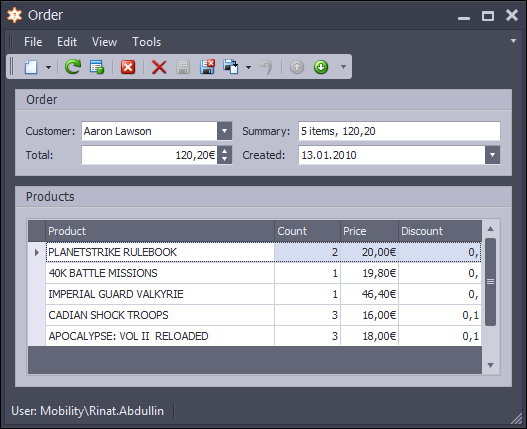 Order
File Edit View Tools
Order
Customer: Aaron Lawson Summary: 5 items, 120,20
Total: 120,20€ Created: 13.01.2010
Products
Product Count Price Discount
PLANETSTRIKE RULEBOOK 2 20,00€ 0,
40K BATTLE MISSIONS 1 19,80€ 0,
IMPERIAL GUARD VALKYRIE 1 46,40€ 0,
CADIAN SHOCK TROOPS 3 16,00€ 0,1
APOCALYPSE: VOL II RELOADED 3 18,00€ 0,1
User: Mobility\Rinat.Abdullin